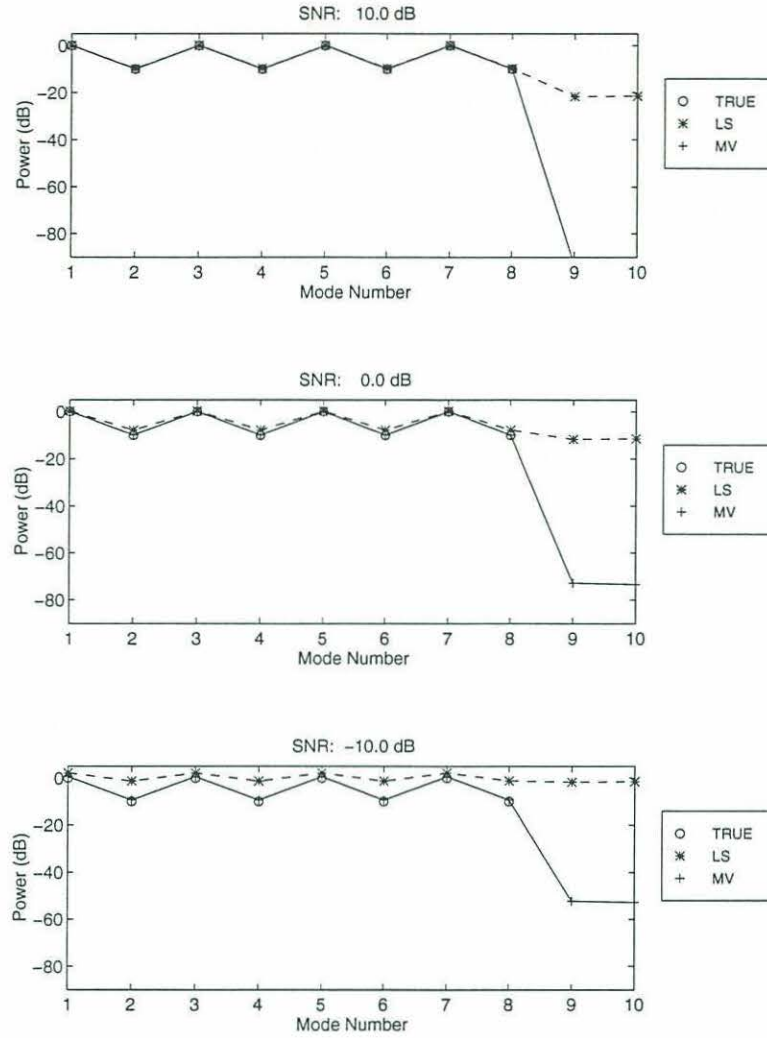 SNR: 10.0 dB
Power (dB)
0
−20
−40
−60
−80
1 2 3 4 5 6 7 8 9 10
Mode Number
TRUE
LS
MV
SNR: 0.0 dB
Power (dB)
0
−20
−40
−60
−80
1 2 3 4 5 6 7 8 9 10
Mode Number
TRUE
LS
MV
SNR: −10.0 dB
Power (dB)
0
−20
−40
−60
−80
1 2 3 4 5 6 7 8 9 10
Mode Number
TRUE
LS
MV